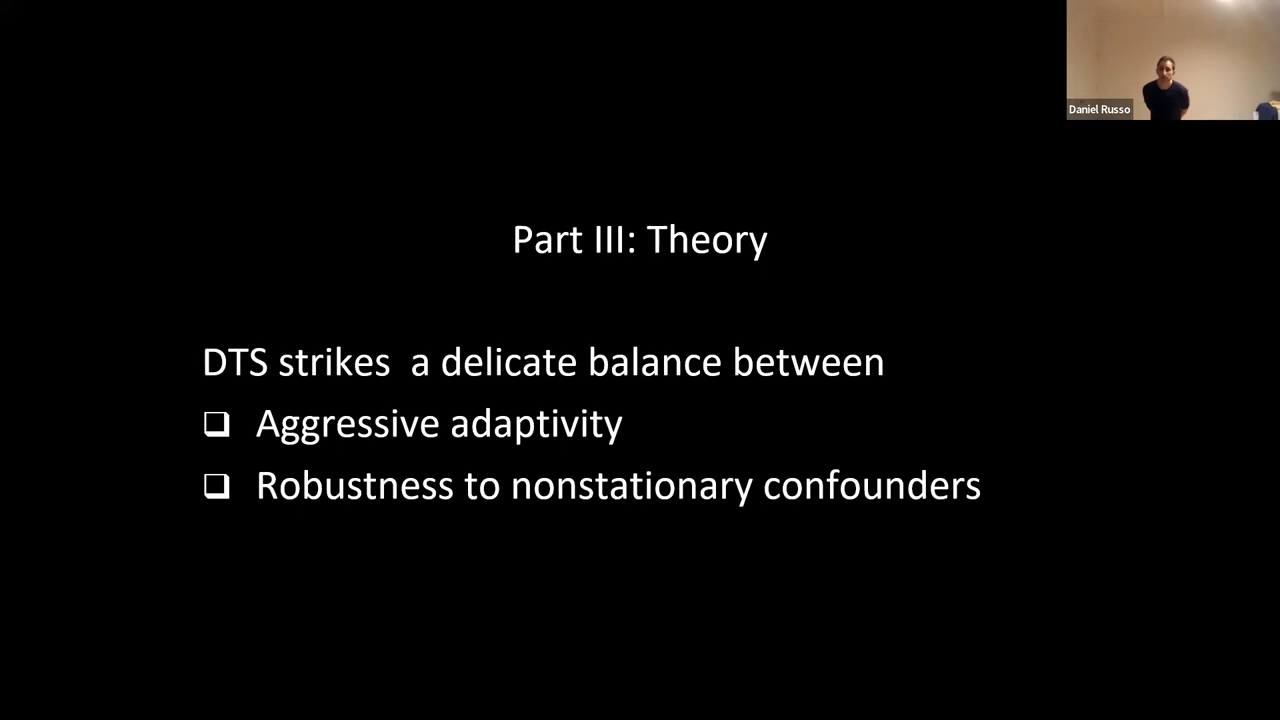 Daniel Russo
Part III: Theory
DTS strikes  a delicate balance between
❑ Aggressive adaptivity
❑ Robustness to nonstationary confounders